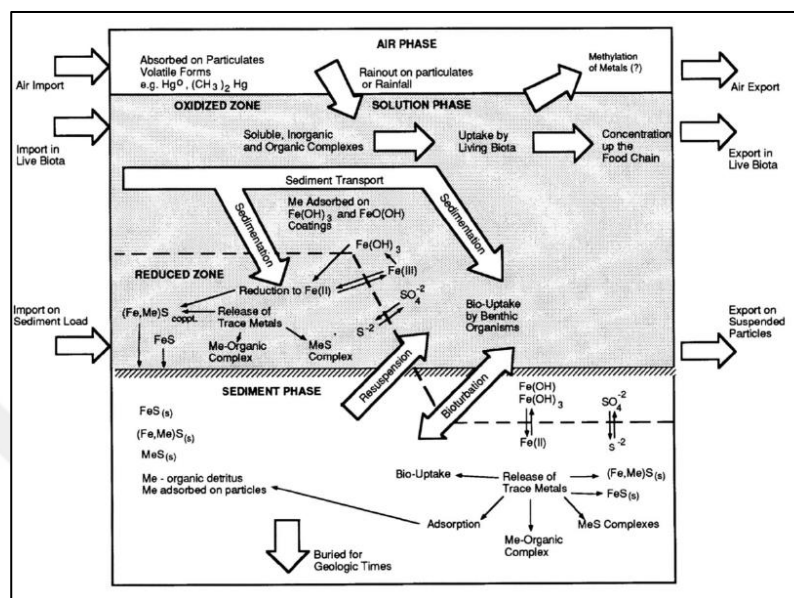 AIR PHASE
Air Import
Absorbed on Particulates
Volatile Forms
e.g. Hg⁰, (CH₃)₂ Hg
Rainout on particulates
or Rainfall
Methylation
of Metals (?)
Air Export
OXIDIZED ZONE
SOLUTION PHASE
Import in
Live Biota
Soluble, Inorganic
and Organic Complexes
Uptake by
Living Biota
Concentration
up the
Food Chain
Export in
Live Biota
Sediment Transport
Sedimentation
Me Adsorbed on
Fe(OH)₃ and FeO(OH)
Coatings
Sedimentation
Fe(OH)₃
Fe(III)
REDUCED ZONE
Reduction to Fe(II)
SO₄⁻²
S⁻²
Import on
Sediment Load
(Fe,Me)S coppt.
Release of
Trace Metals
FeS
Me-Organic
Complex
MeS
Complex
Bio-Uptake
by Benthic
Organisms
Export on
Suspended
Particles
SEDIMENT PHASE
Resuspension
Bioturbation
FeS(s)
(Fe,Me)S(s)
MeS(s)
Me - organic detritus
Me adsorbed on particles
Fe(OH)
Fe(OH)₃
Fe(II)
SO₄⁻²
S⁻²
Bio-Uptake
Release of
Trace Metals
(Fe,Me)S(s)
FeS(s)
Adsorption
Me-Organic
Complex
MeS Complexes
Buried for
Geologic Times